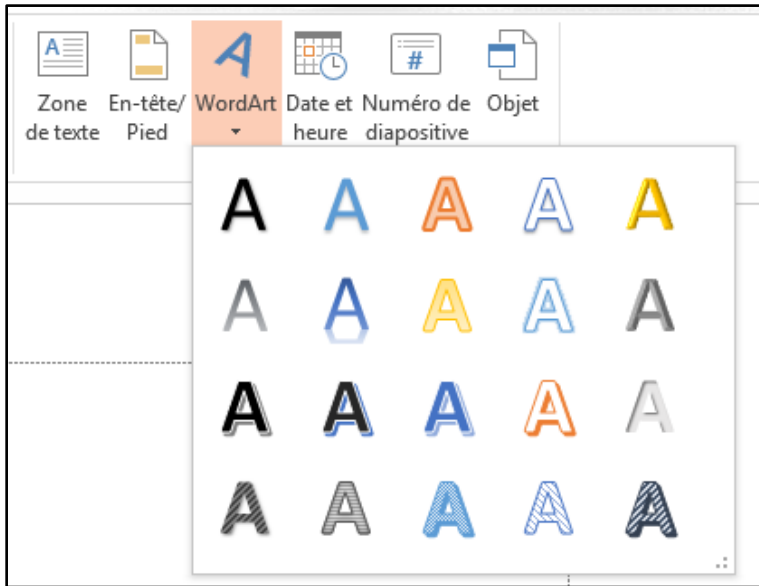 Zone de texte
En-tête/ Pied
WordArt
Date et heure
Numéro de diapositive
Objet
A A A A A
A A A A A
A A A A A
A A A A A